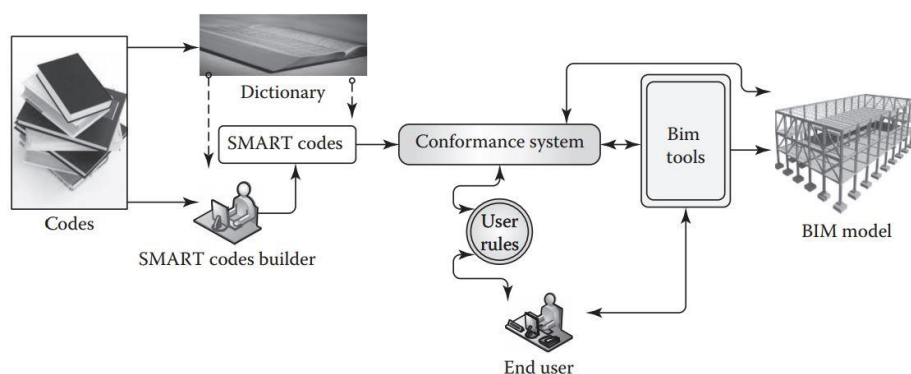 Dictionary
SMART codes
Conformance system
Bim
tools
Codes
User
rules
BIM model
SMART codes builder
End user